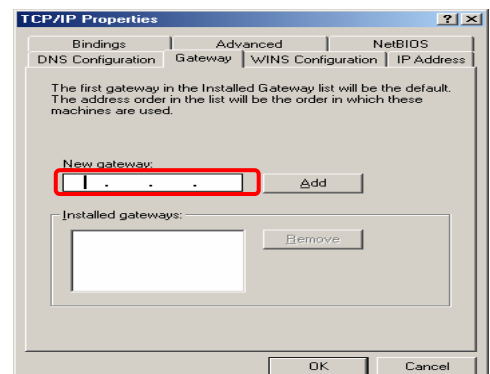 TCP/IP Properties
Bindings Advanced NetBIOS
DNS Configuration Gateway WINS Configuration IP Address
The first gateway in the Installed Gateway list will be the default.
The address order in the list will be the order in which these
machines are used.
New gateway:
. . .
Add
Installed gateways:
Remove
OK Cancel